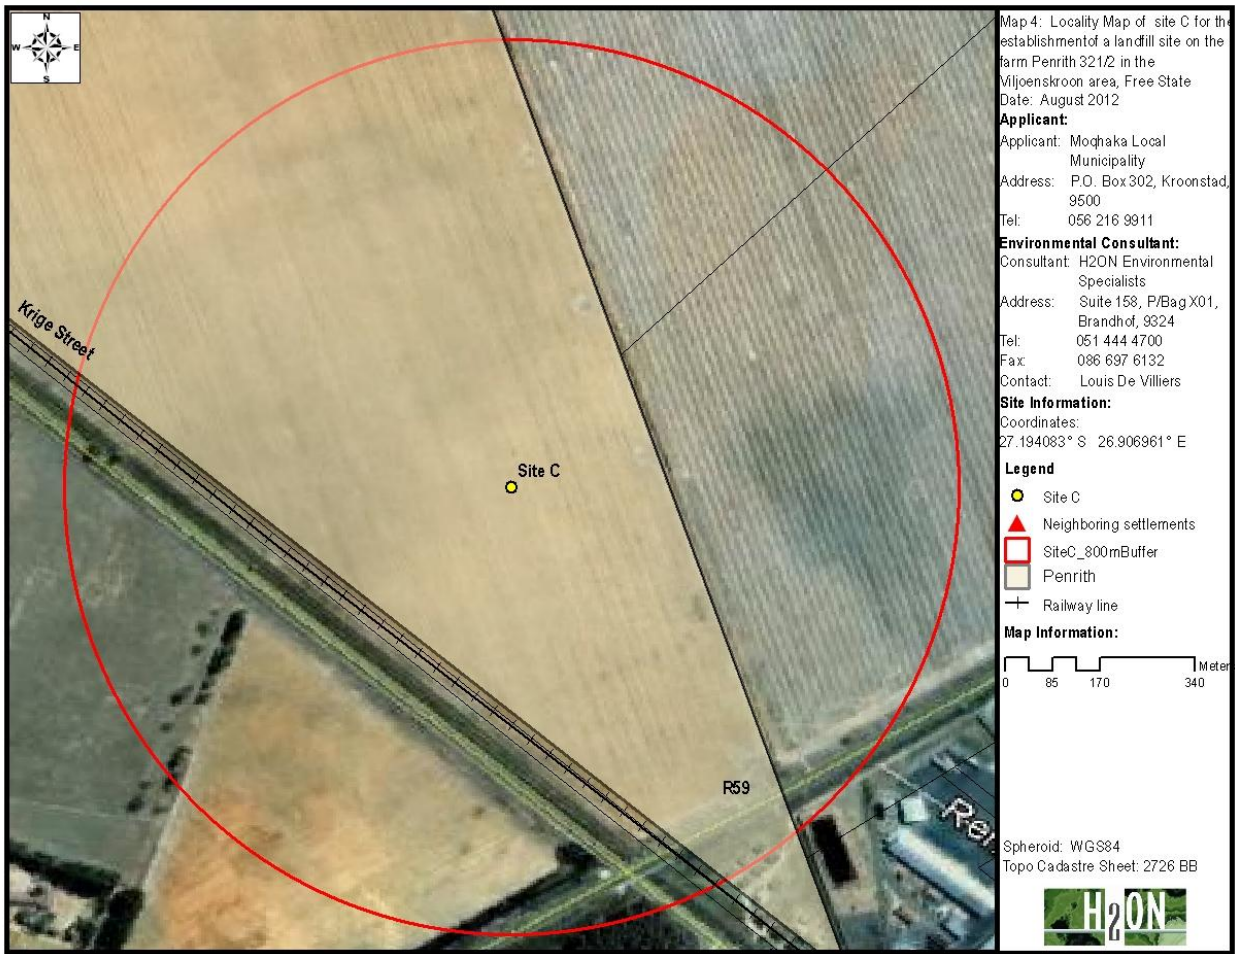 N
W E
S
Krige Street
Site C
R59
Ren
Map 4: Locality Map of site C for the
establishmentof a landfill site on the
farm Penrith 321/2 in the
Viljoenskroon area, Free State
Date: August 2012
Applicant:
Applicant: Moqhaka Local
Municipality
Address: P.O. Box 302, Kroonstad,
9500
Tel: 056 216 9911
Environmental Consultant:
Consultant: H2ON Environmental
Specialists
Address: Suite 158, P/Bag X01,
Brandhof, 9324
Tel: 051 444 4700
Fax: 086 697 6132
Contact: Louis De Villiers
Site Information:
Coordinates:
27.194083° S 26.906961° E
Legend
Site C
Neighboring settlements
SiteC_800mBuffer
Penrith
Railway line
Map Information:
Meter
0 85 170 340
Spheroid: WGS84
Topo Cadastre Sheet: 2726 BB
H2ON